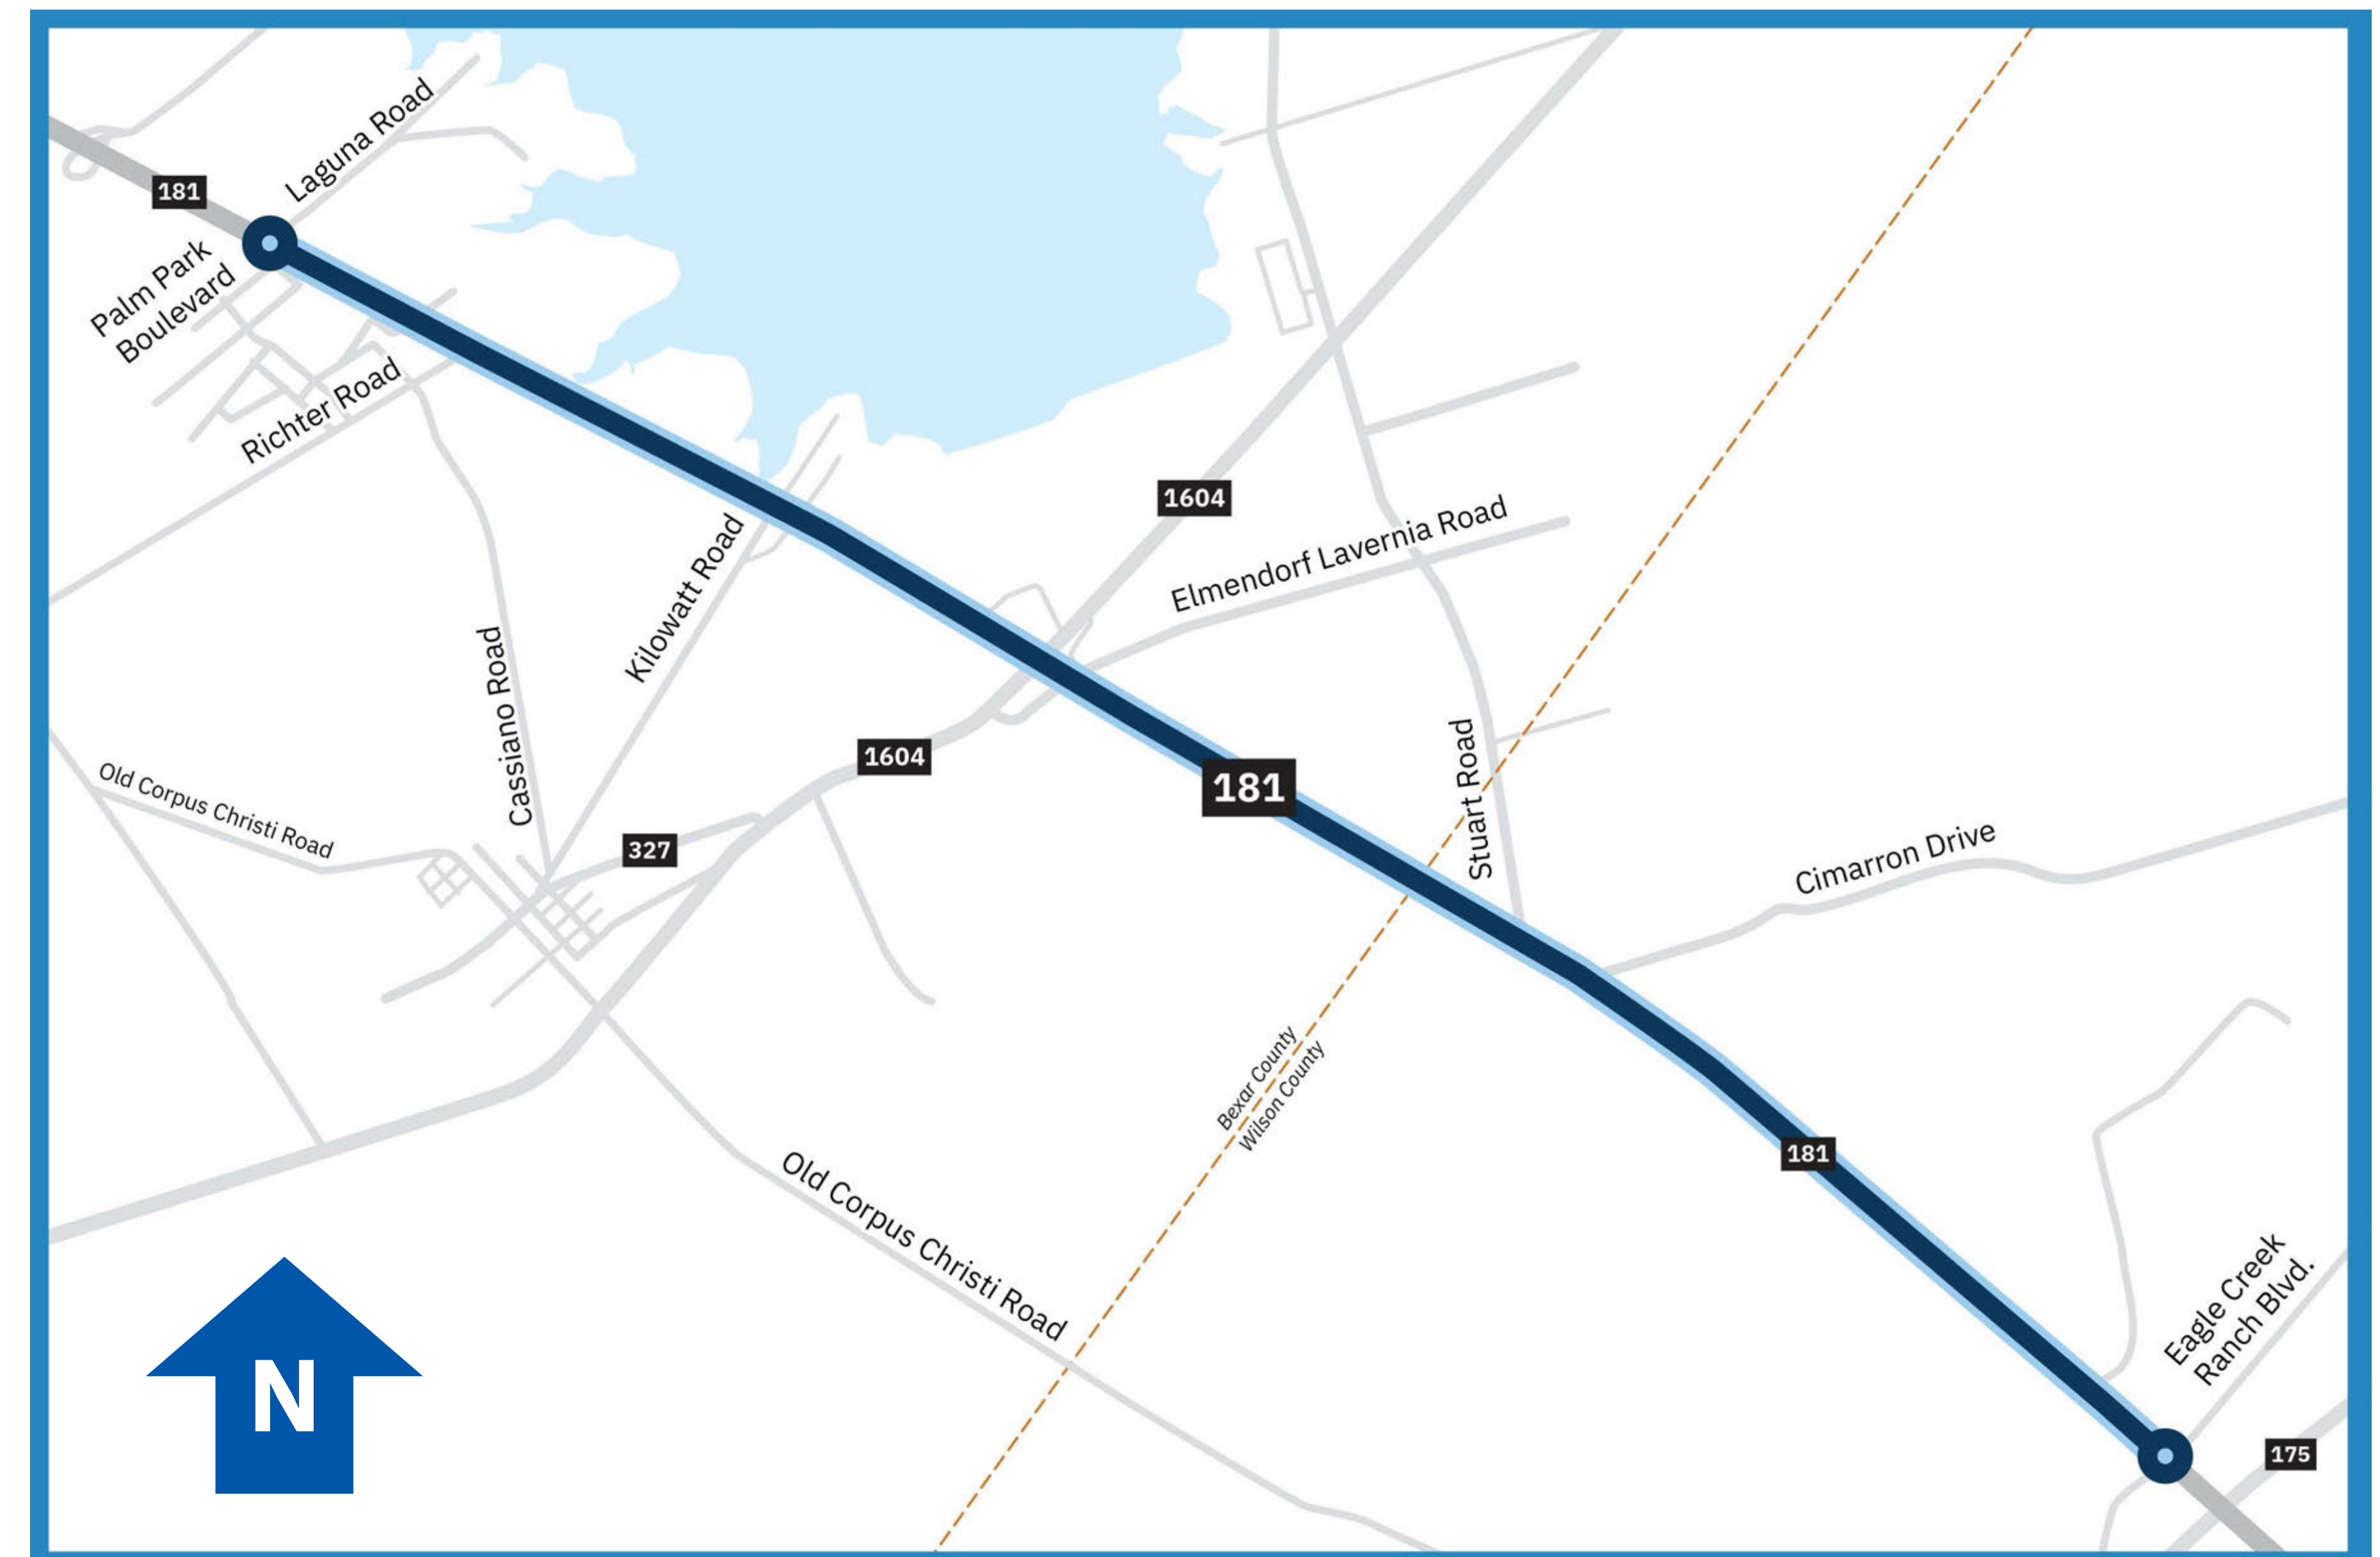 Laguna Road
181
Palm Park
Boulevard
Richter Road
1604
Elmendorf Lavernia Road
Kilowatt Road
Cassiano Road
1604
181
Stuart Road
Old Corpus Christi Road
327
Cimarron Drive
Bexar County
Wilson County
181
Old Corpus Christi Road
Eagle Creek
Ranch Blvd.
N
175